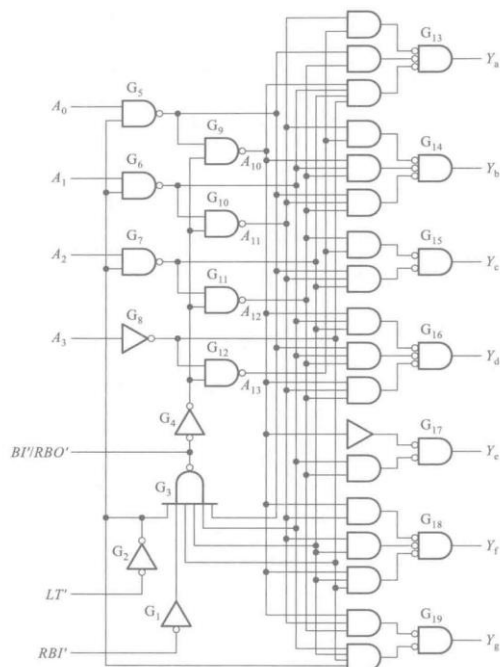 G13
Ya
G5
A0
G9
A10
G14
Yb
G6
A1
G10
A11
G7
A2
G15
Yc
G11
A12
G8
A3
G12
A13
G16
Yd
G4
BI'/RBO'
G17
Ye
G3
G2
G18
Yf
LT'
G1
G19
RBI'
Yg